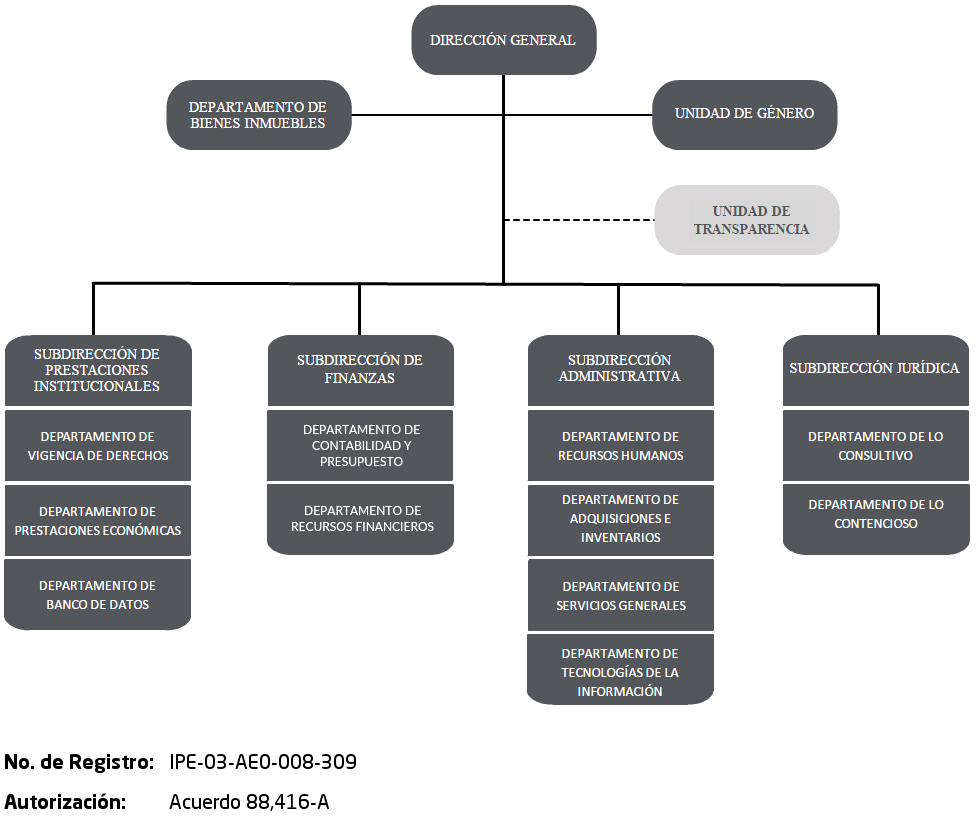 DIRECCIÓN GENERAL
DEPARTAMENTO DE
BIENES INMUEBLES
UNIDAD DE GÉNERO
UNIDAD DE
TRANSPARENCIA
SUBDIRECCIÓN DE
PRESTACIONES
INSTITUCIONALES
DEPARTAMENTO DE
VIGENCIA DE DERECHOS
DEPARTAMENTO DE
PRESTACIONES ECONÓMICAS
DEPARTAMENTO DE
BANCO DE DATOS
SUBDIRECCIÓN DE
FINANZAS
DEPARTAMENTO DE
CONTABILIDAD Y
PRESUPUESTO
DEPARTAMENTO DE
RECURSOS FINANCIEROS
SUBDIRECCIÓN
ADMINISTRATIVA
DEPARTAMENTO DE
RECURSOS HUMANOS
DEPARTAMENTO DE
ADQUISICIONES E
INVENTARIOS
DEPARTAMENTO DE
SERVICIOS GENERALES
DEPARTAMENTO DE
TECNOLOGÍAS DE LA
INFORMACIÓN
SUBDIRECCIÓN JURÍDICA
DEPARTAMENTO DE LO
CONSULTIVO
DEPARTAMENTO DE LO
CONTENCIOSO
No. de Registro: IPE-03-AE0-008-309
Autorización: Acuerdo 88,416-A